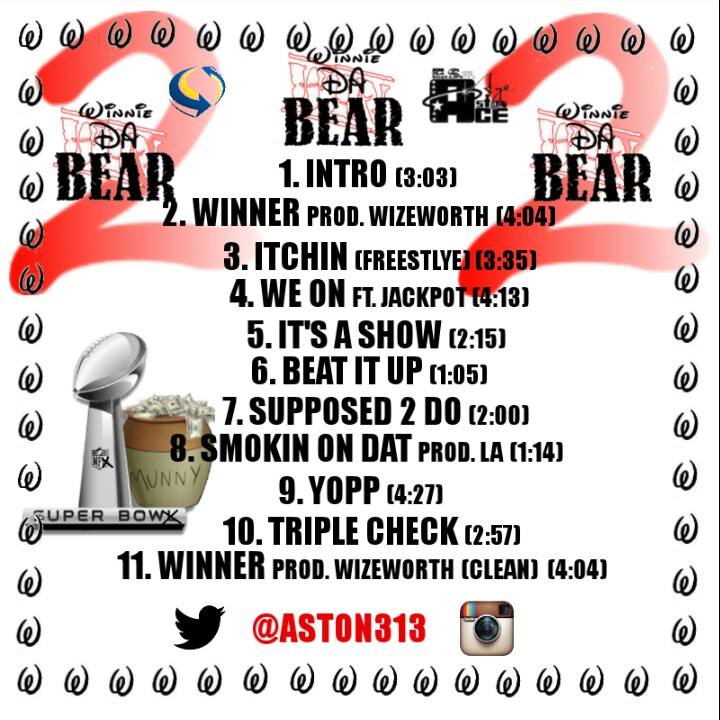 2
2
WINNIE
DA
BEAR
WINNIE
DA
BEAR
WINNIE
DA
BEAR
ACE
1. INTRO (3:03)
2. WINNER PROD. WIZEWORTH (4:04)
3. ITCHIN (FREESTLYE) (3:35)
4. WE ON FT. JACKPOT (4:13)
5. IT'S A SHOW (2:15)
6. BEAT IT UP (1:05)
7. SUPPOSED 2 DO (2:00)
8. SMOKIN ON DAT PROD. LA (1:14)
9. YOPP (4:27)
10. TRIPLE CHECK (2:57)
11. WINNER PROD. WIZEWORTH (CLEAN) (4:04)
MUNNY
SUPER BOWX
@ASTON313